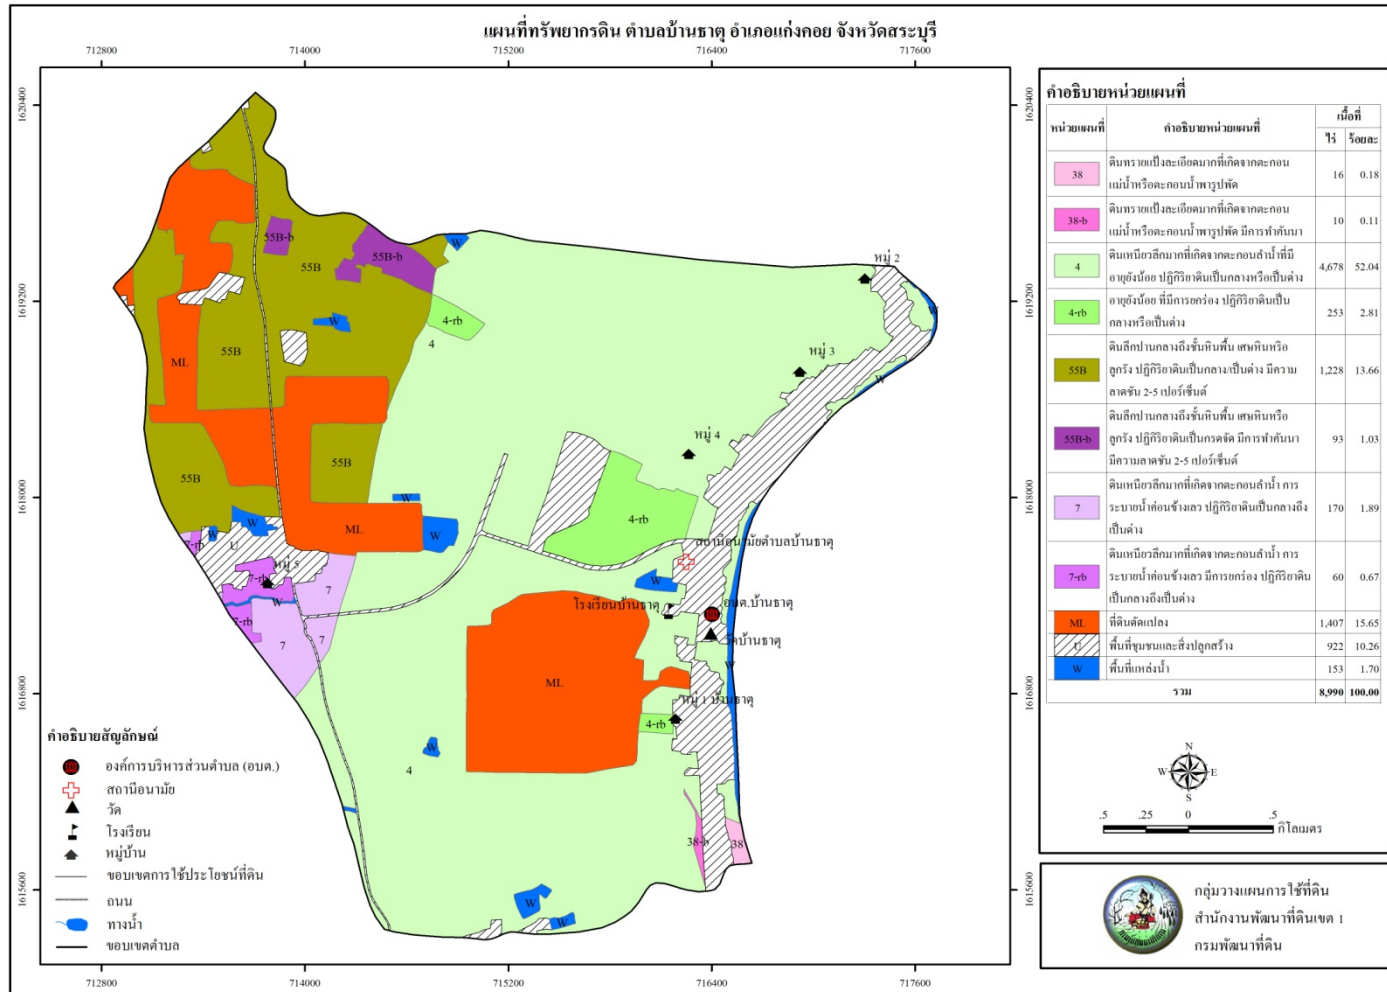 แผนที่ทรัพยากรดิน ตำบลบ้านธาตุ อำเภอแก่งคอย จังหวัดสระบุรี
712800 714000 715200 716400 717600
1620400 1620400
1619200 1619200
1618000 1618000
1616800 1616800
1615600 1615600
712800 714000 715200 716400 717600
55B-b
55B-b
W
55B
หมู่ 2
W
4-rb
W
4
ML
55B
หมู่ 3
W
หมู่ 4
55B
55B
W
4-rb
W
W
ML
W
7-rb
U
สถานีอนามัยตำบลบ้านธาตุ
หมู่ 5
7-rb
7
W
W
โรงเรียนบ้านธาตุ
อบต.บ้านธาตุ
7-rb
7
วัดบ้านธาตุ
W
ML
หมู่ 1 บ้านธาตุ
4-rb
W
4
38-b
38
W
W
คำอธิบายสัญลักษณ์
องค์การบริหารส่วนตำบล (อบต.)
สถานีอนามัย
วัด
โรงเรียน
หมู่บ้าน
ขอบเขตการใช้ประโยชน์ที่ดิน
ถนน
ทางน้ำ
ขอบเขตตำบล
คำอธิบายหน่วยแผนที่
หน่วยแผนที่ คำอธิบายหน่วยแผนที่ เนื้อที่
ไร่ ร้อยละ
38 ดินทรายแป้งละเอียดมากที่เกิดจากตะกอน 16 0.18
แม่น้ำหรือตะกอนน้ำพารูปพัด
38-b ดินทรายแป้งละเอียดมากที่เกิดจากตะกอน 10 0.11
แม่น้ำหรือตะกอนน้ำพารูปพัด มีการทำคันนา
4 ดินเหนียวลึกมากที่เกิดจากตะกอนลำน้ำที่มี 4,678 52.04
อายุยังน้อย ปฏิกิริยาดินเป็นกลางหรือเป็นด่าง
4-rb อายุยังน้อย ที่มีการยกร่อง ปฏิกิริยาดินเป็น 253 2.81
กลางหรือเป็นด่าง
ดินลึกปานกลางถึงชั้นหินพื้น เศษหินหรือ
55B ลูกรัง ปฏิกิริยาดินเป็นกลาง/เป็นด่าง มีความ 1,228 13.66
ลาดชัน 2-5 เปอร์เซ็นต์
ดินลึกปานกลางถึงชั้นหินพื้น เศษหินหรือ
55B-b ลูกรัง ปฏิกิริยาดินเป็นกรดจัด มีการทำคันนา 93 1.03
มีความลาดชัน 2-5 เปอร์เซ็นต์
ดินเหนียวลึกมากที่เกิดจากตะกอนลำน้ำ การ
7 ระบายน้ำค่อนข้างเลว ปฏิกิริยาดินเป็นกลางถึง 170 1.89
เป็นด่าง
ดินเหนียวลึกมากที่เกิดจากตะกอนลำน้ำ การ
7-rb ระบายน้ำค่อนข้างเลว มีการยกร่อง ปฏิกิริยาดิน 60 0.67
เป็นกลางถึงเป็นด่าง
ML ที่ดินดัดแปลง 1,407 15.65
U พื้นที่ชุมชนและสิ่งปลูกสร้าง 922 10.26
W พื้นที่แหล่งน้ำ 153 1.70
รวม 8,990 100.00
N
W E
S
.5 .25 0 .5
กิโลเมตร
กลุ่มวางแผนการใช้ที่ดิน
สำนักงานพัฒนาที่ดินเขต 1
กรมพัฒนาที่ดิน